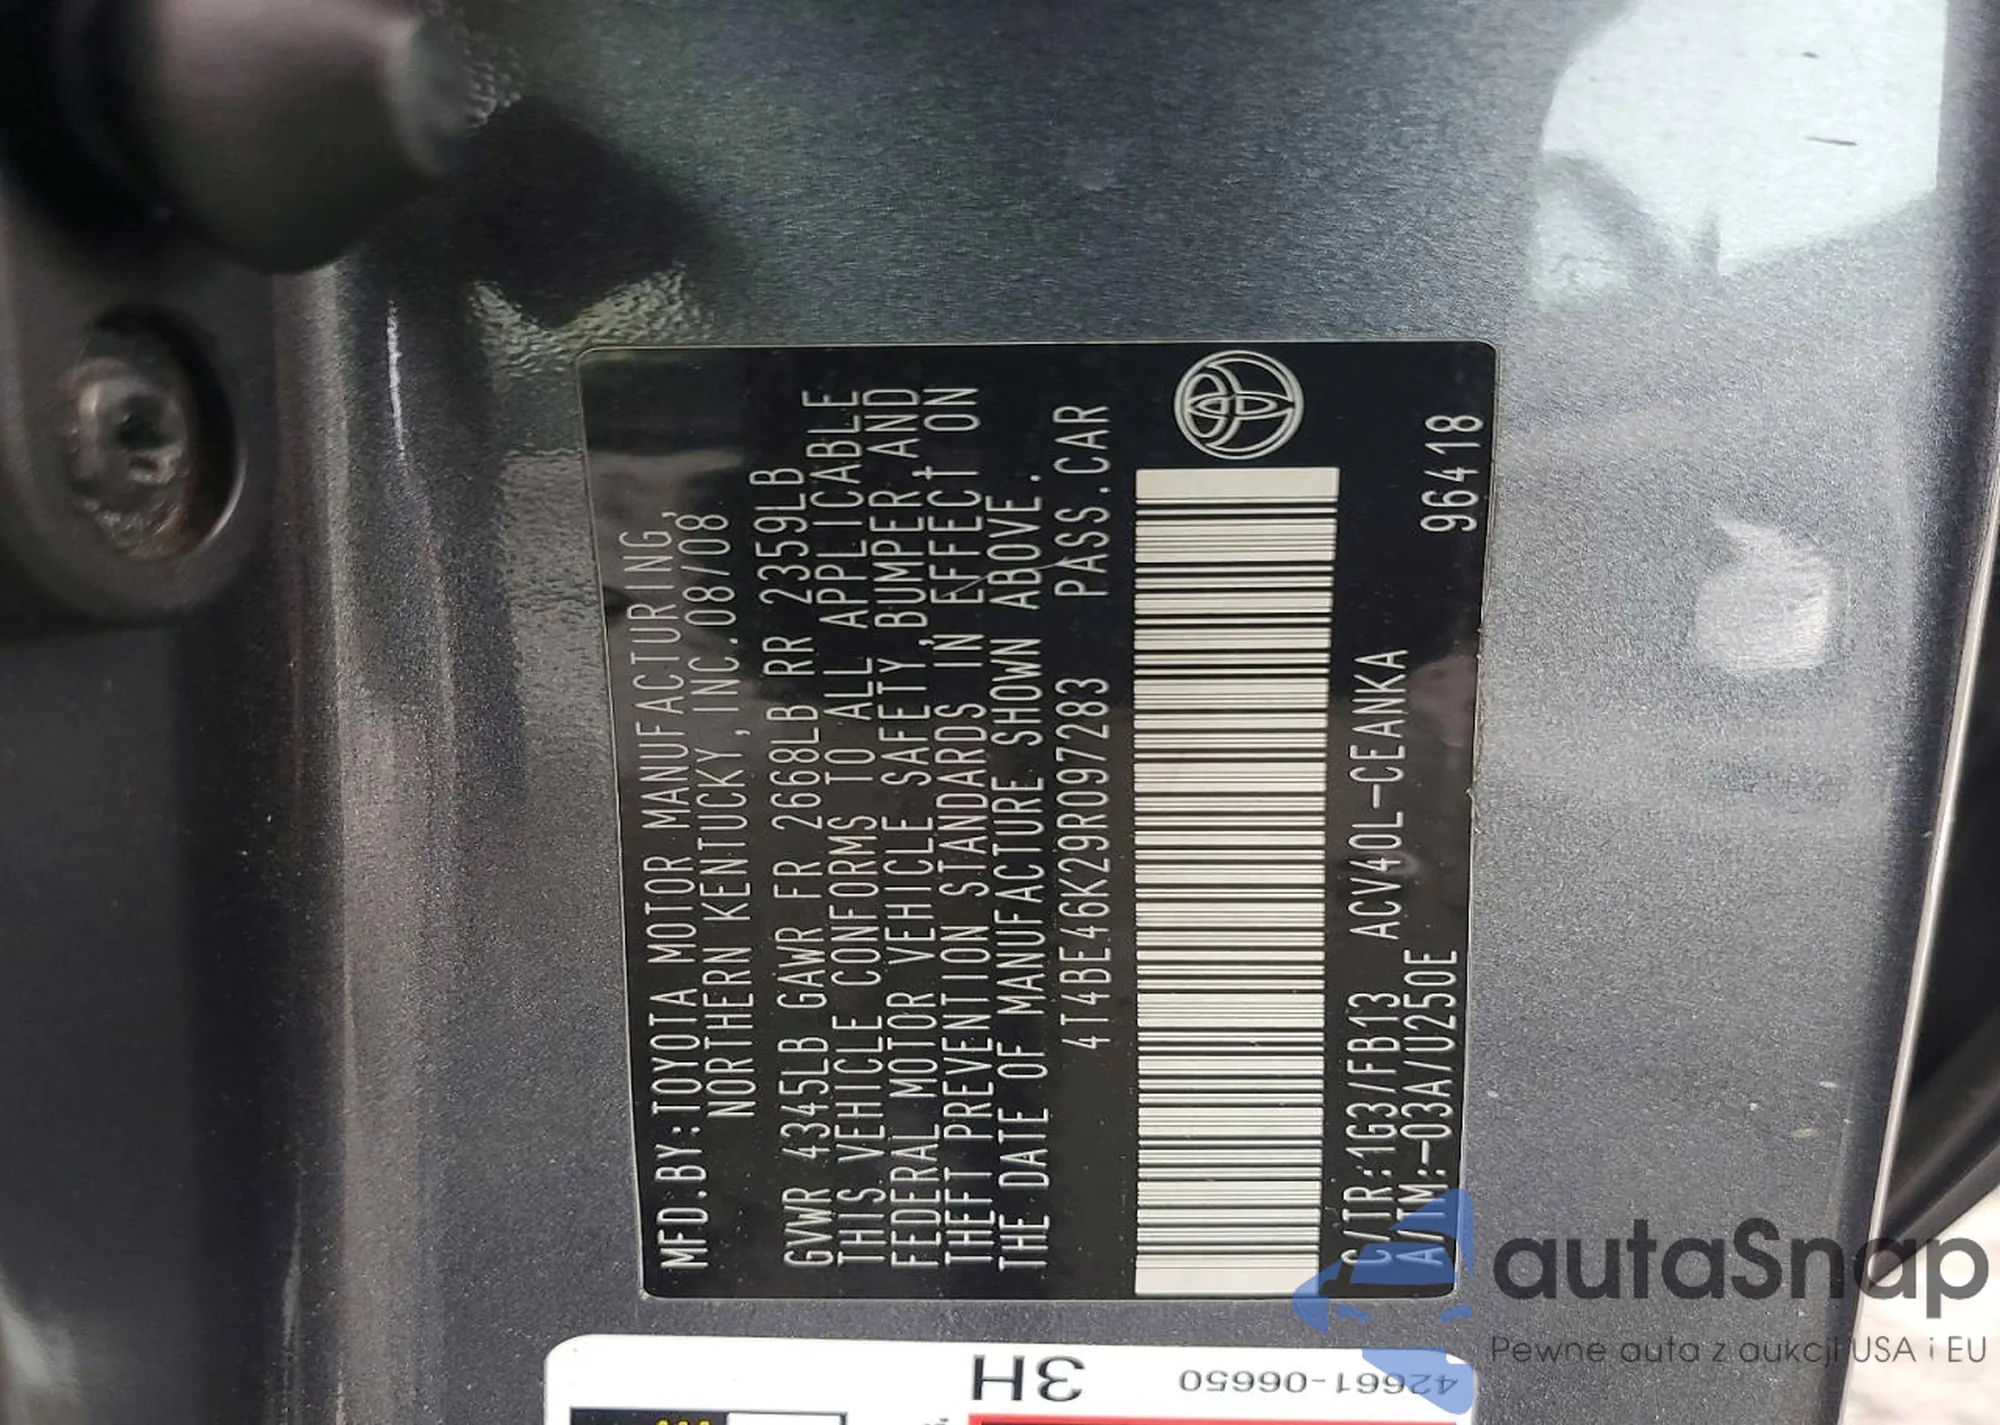 MFD.BY:TOYOTA MOTOR MANUFACTURING,
NORTHERN KENTUCKY, INC.08/08
GVWR 4345LB GAWR FR 2668LB RR 2359LB
THIS VEHICLE CONFORMS TO ALL APPLICABLE
FEDERAL MOTOR VEHICLE SAFETY,BUMPER AND
THEFT PREVENTION STANDARDS IN EFFECT ON
THE DATE OF MANUFACTURE SHOWN ABOVE.
4T4BE46K29R097283 PASS.CAR
C/TR:1G3/FB13 ACV40L-CEANKA
A/TM:-03A/U250E 96418
3H
42661-06650
autaSnap
Pewne auta z aukcji USA i EU